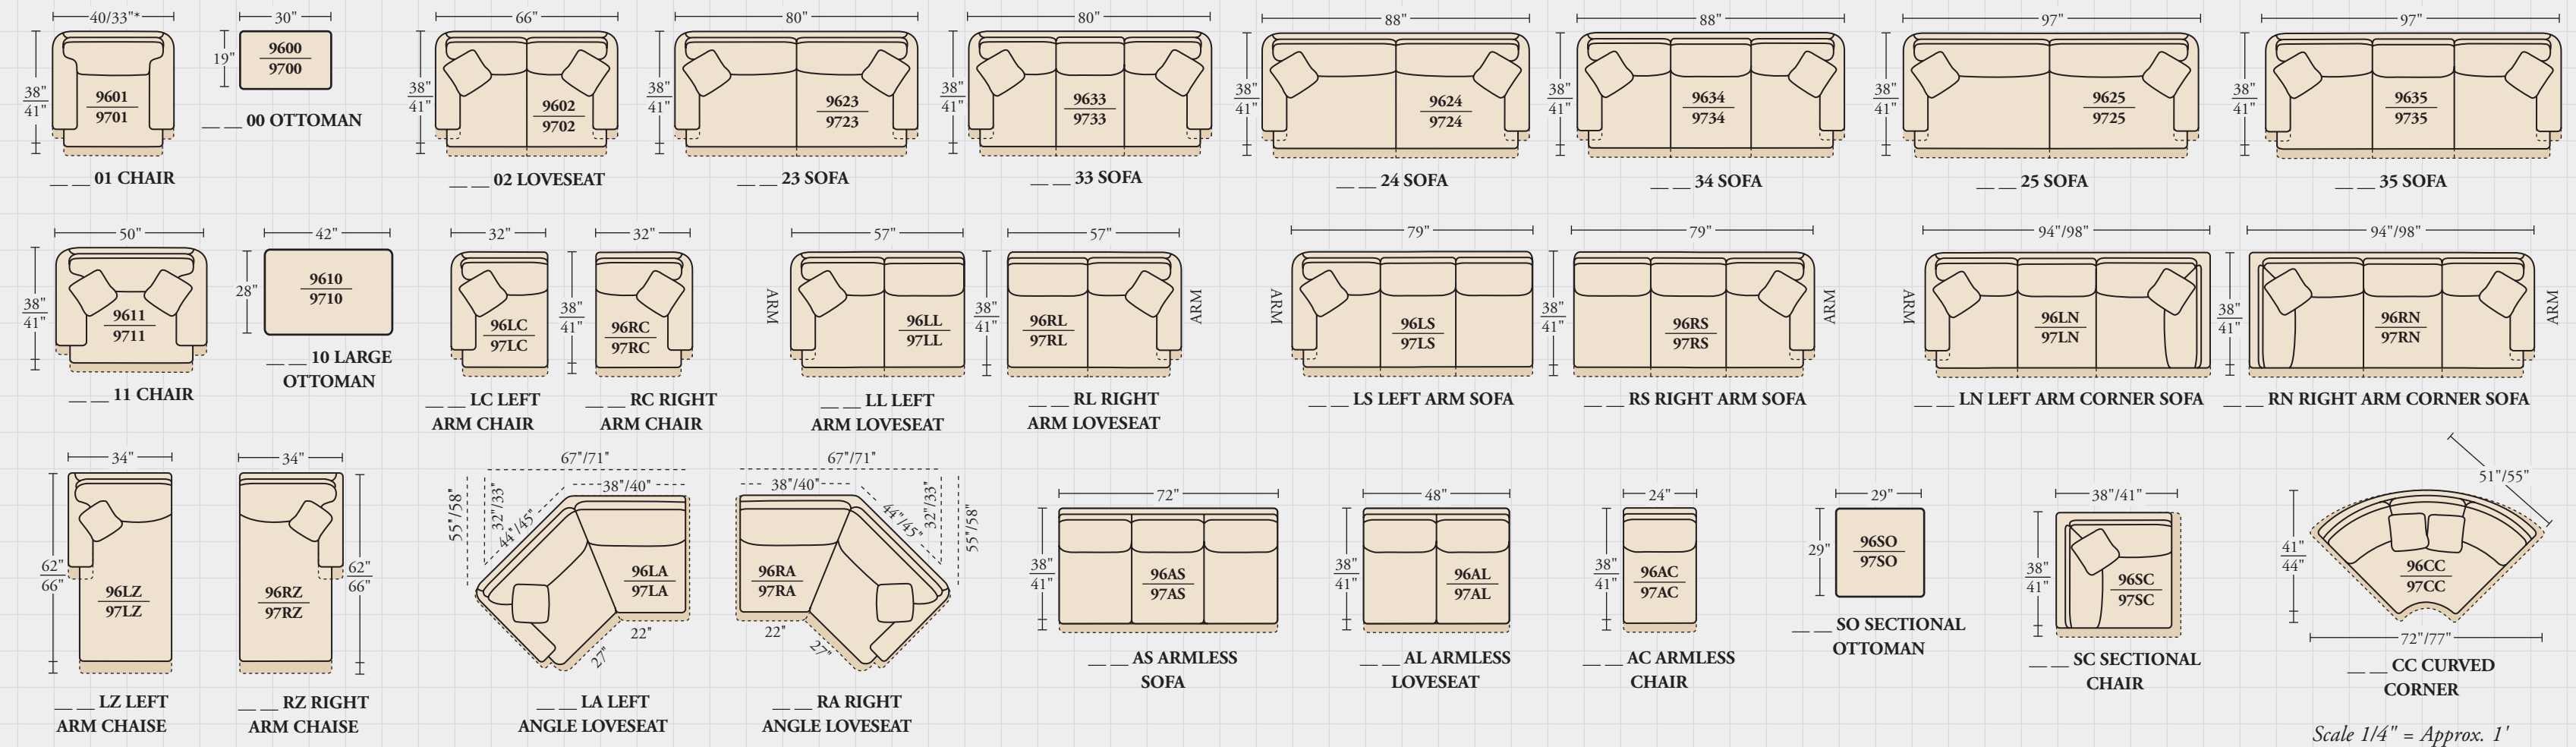 40/33"*
38"
41"
9601
9701
__ __ 01 CHAIR
30"
19"
9600
9700
__ __ 00 OTTOMAN
66"
38"
41"
9602
9702
__ __ 02 LOVESEAT
80"
38"
41"
9623
9723
__ __ 23 SOFA
80"
38"
41"
9633
9733
__ __ 33 SOFA
88"
38"
41"
9624
9724
__ __ 24 SOFA
88"
38"
41"
9634
9734
__ __ 34 SOFA
97"
38"
41"
9625
9725
__ __ 25 SOFA
97"
38"
41"
9635
9735
__ __ 35 SOFA
50"
38"
41"
9611
9711
__ __ 11 CHAIR
42"
28"
9610
9710
__ __ 10 LARGE
OTTOMAN
32"
96LC
97LC
__ __ LC LEFT
ARM CHAIR
32"
38"
41"
96RC
97RC
__ __ RC RIGHT
ARM CHAIR
57"
ARM
96LL
97LL
__ __ LL LEFT
ARM LOVESEAT
57"
38"
41"
96RL
97RL
ARM
__ __ RL RIGHT
ARM LOVESEAT
79"
ARM
96LS
97LS
__ __ LS LEFT ARM SOFA
79"
38"
41"
96RS
97RS
ARM
__ __ RS RIGHT ARM SOFA
94"/98"
ARM
96LN
97LN
__ __ LN LEFT ARM CORNER SOFA
94"/98"
38"
41"
96RN
97RN
ARM
__ __ RN RIGHT ARM CORNER SOFA
34"
62"
66"
96LZ
97LZ
__ __ LZ LEFT
ARM CHAISE
34"
62"
66"
96RZ
97RZ
__ __ RZ RIGHT
ARM CHAISE
67"/71"
38"/40"
55"/58"
32"/33"
44"/45"
96LA
97LA
22"
27"
__ __ LA LEFT
ANGLE LOVESEAT
67"/71"
38"/40"
44"/45"
32"/33"
55"/58"
96RA
97RA
22"
27"
__ __ RA RIGHT
ANGLE LOVESEAT
72"
38"
41"
96AS
97AS
__ __ AS ARMLESS
SOFA
48"
38"
41"
96AL
97AL
__ __ AL ARMLESS
LOVESEAT
24"
38"
41"
96AC
97AC
__ __ AC ARMLESS
CHAIR
29"
29"
96SO
97SO
__ __ SO SECTIONAL
OTTOMAN
38"/41"
38"
41"
96SC
97SC
__ __ SC SECTIONAL
CHAIR
51"/55"
41"
44"
96CC
97CC
72"/77"
__ __ CC CURVED
CORNER
Scale 1/4" = Approx. 1'